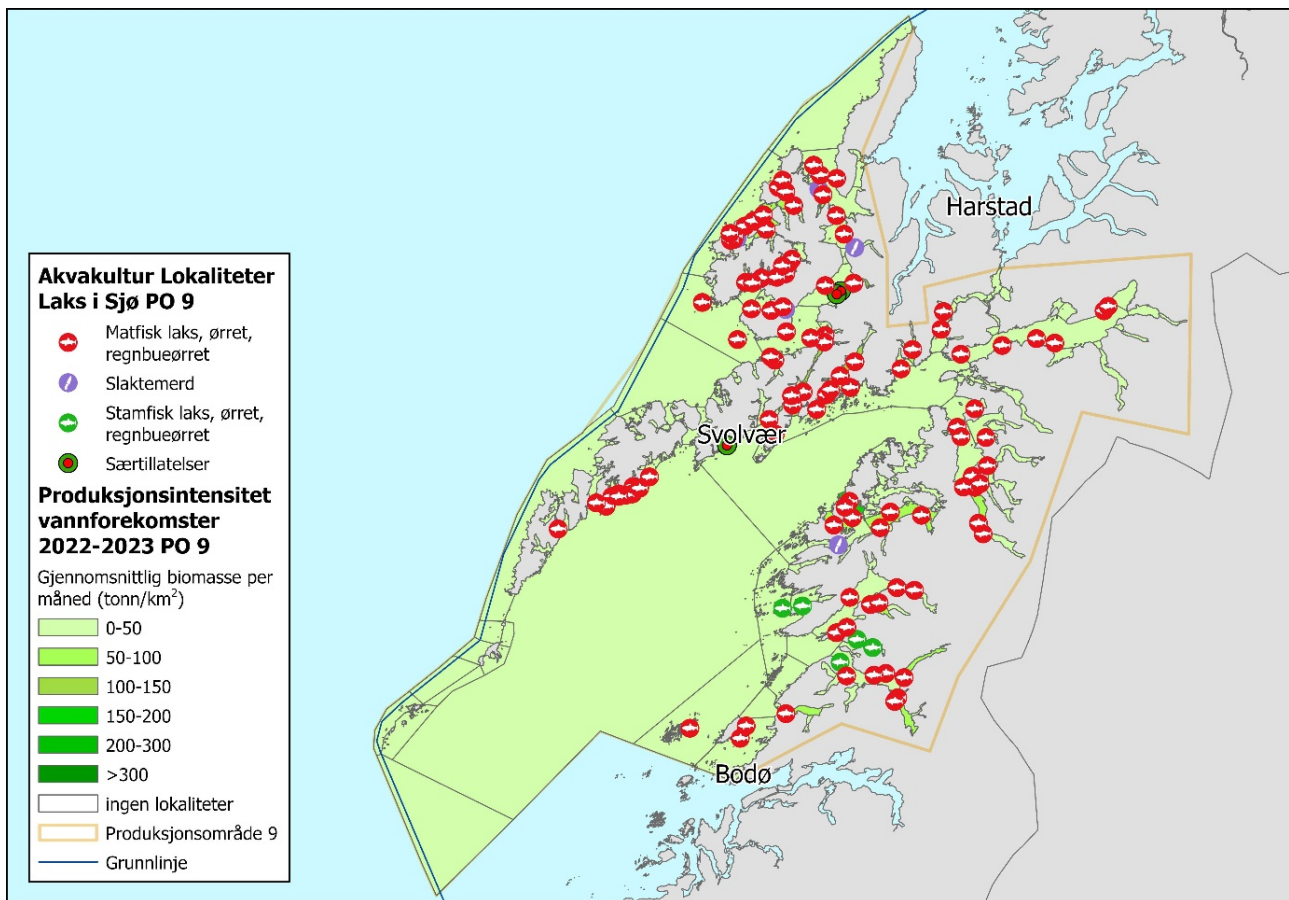 Harstad
Svolvær
Bodø
Akvakultur Lokaliteter
Laks i Sjø PO 9
Matfisk laks, ørret,
regnbueørret
Slaktemerd
Stamfisk laks, ørret,
regnbueørret
Særtillatelser
Produksjonsintensitet
vannforekomster
2022-2023 PO 9
Gjennomsnittlig biomasse per
måned (tonn/km²)
0-50
50-100
100-150
150-200
200-300
>300
ingen lokaliteter
Produksjonsområde 9
Grunnlinje